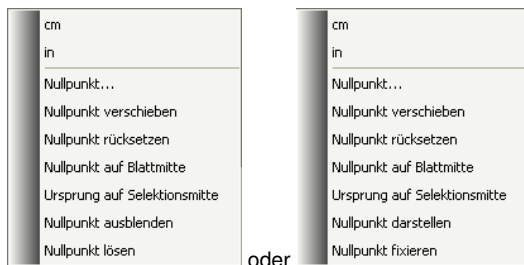 cm
in
Nullpunkt...
Nullpunkt verschieben
Nullpunkt rücksetzen
Nullpunkt auf Blattmitte
Ursprung auf Selektionsmitte
Nullpunkt ausblenden
Nullpunkt lösen
oder
cm
in
Nullpunkt...
Nullpunkt verschieben
Nullpunkt rücksetzen
Nullpunkt auf Blattmitte
Ursprung auf Selektionsmitte
Nullpunkt darstellen
Nullpunkt fixieren